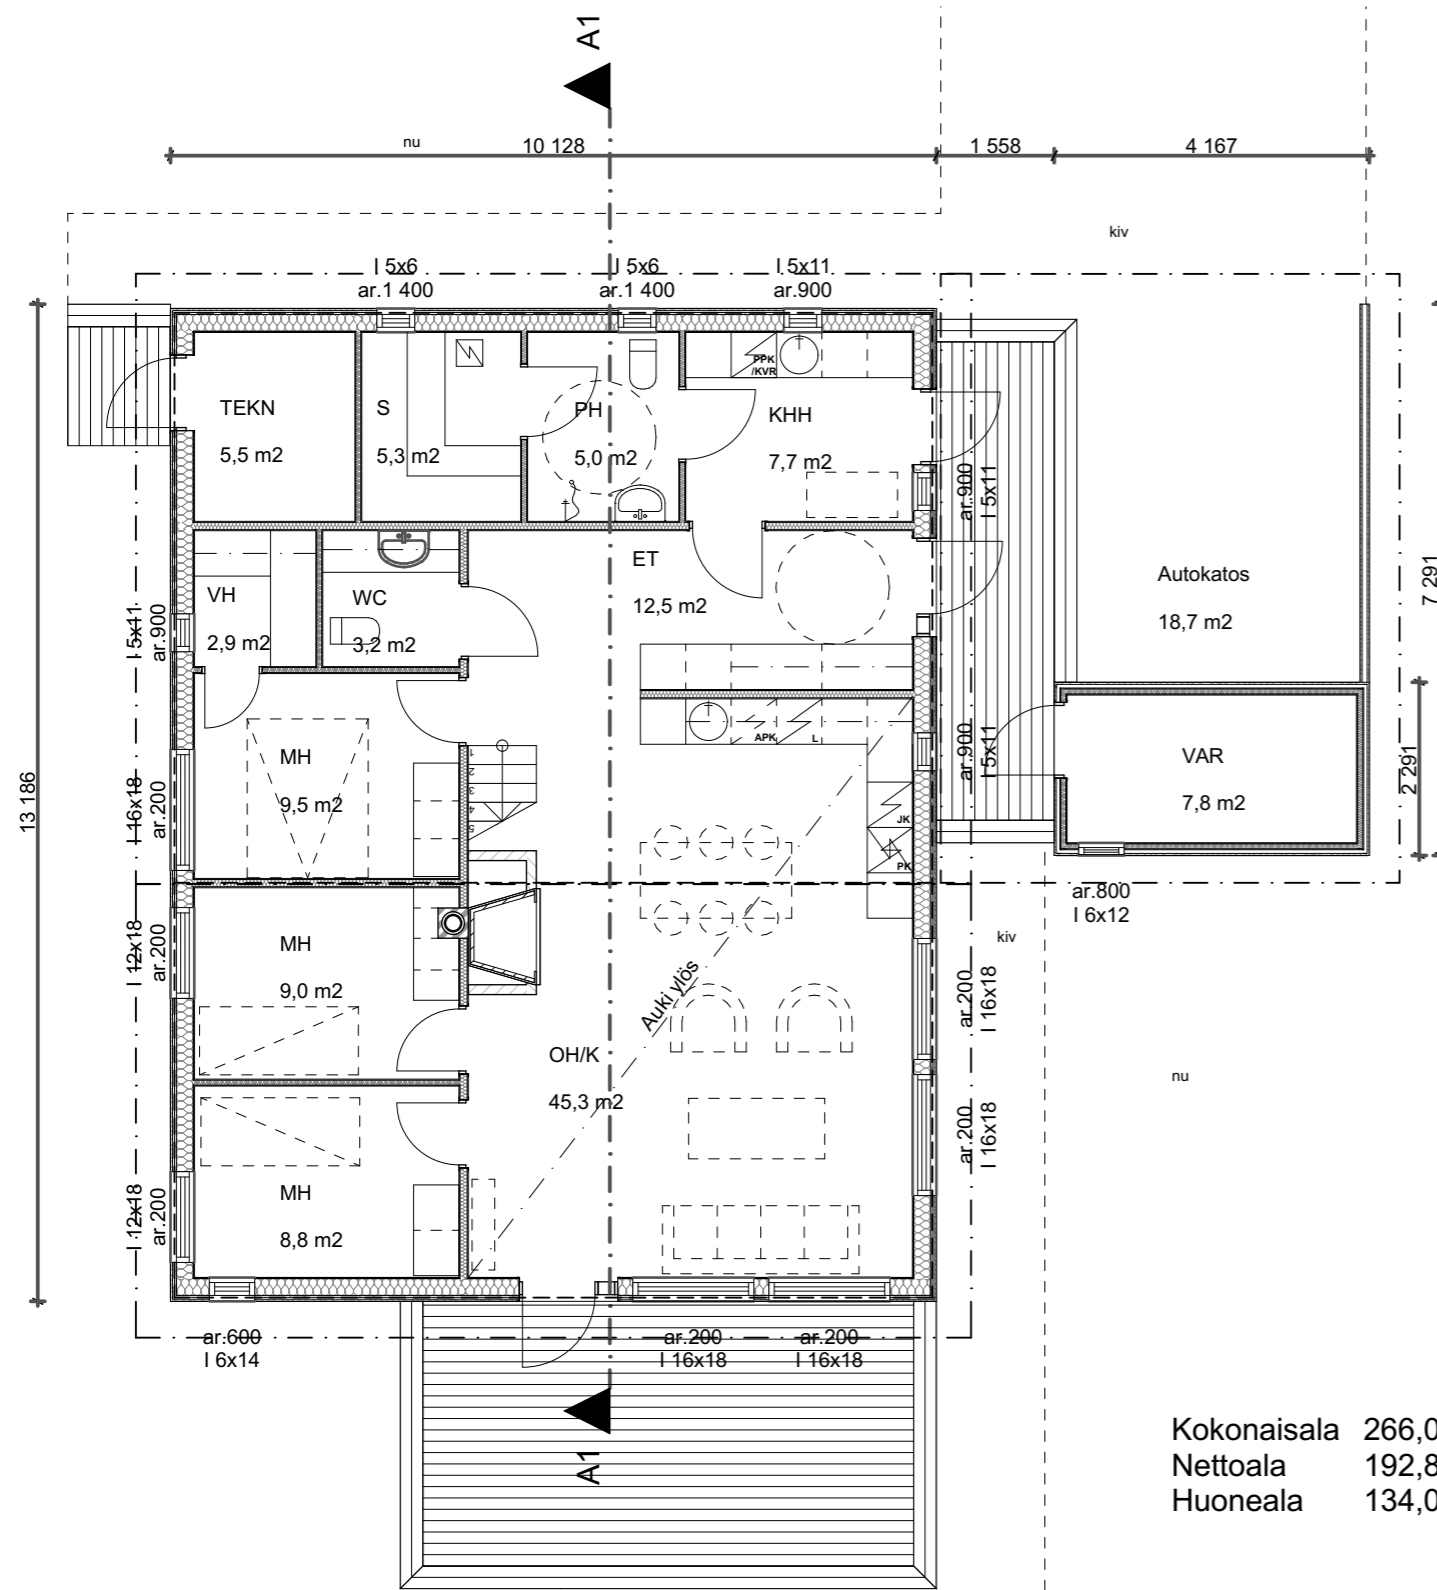 A1
nu
10 128
1 558
4 167
kiv
I 5x6
ar.1 400
I 5x6
ar.1 400
I 5x11
ar.900
TEKN
5,5 m2
S
5,3 m2
PH
5,0 m2
PPK
/KVR
KHH
7,7 m2
ar.900
I 5x11
VH
2,9 m2
WC
3,2 m2
ET
12,5 m2
Autokatos
18,7 m2
7 291
I 5x11
ar.900
MH
9,5 m2
1
2
3
4
5
APK
L
JK
PK
ar.900
I 5x11
VAR
7,8 m2
2 291
13 186
I 16x18
ar.200
ar.800
I 6x12
I 12x18
ar.200
MH
9,0 m2
Auki ylös
kiv
ar.200
I 16x18
OH/K
45,3 m2
nu
ar.200
I 16x18
I 12x18
ar.200
MH
8,8 m2
ar.600
I 6x14
ar.200
I 16x18
ar.200
I 16x18
A1
Kokonaisala 266,0
Nettoala 192,8
Huoneala 134,0